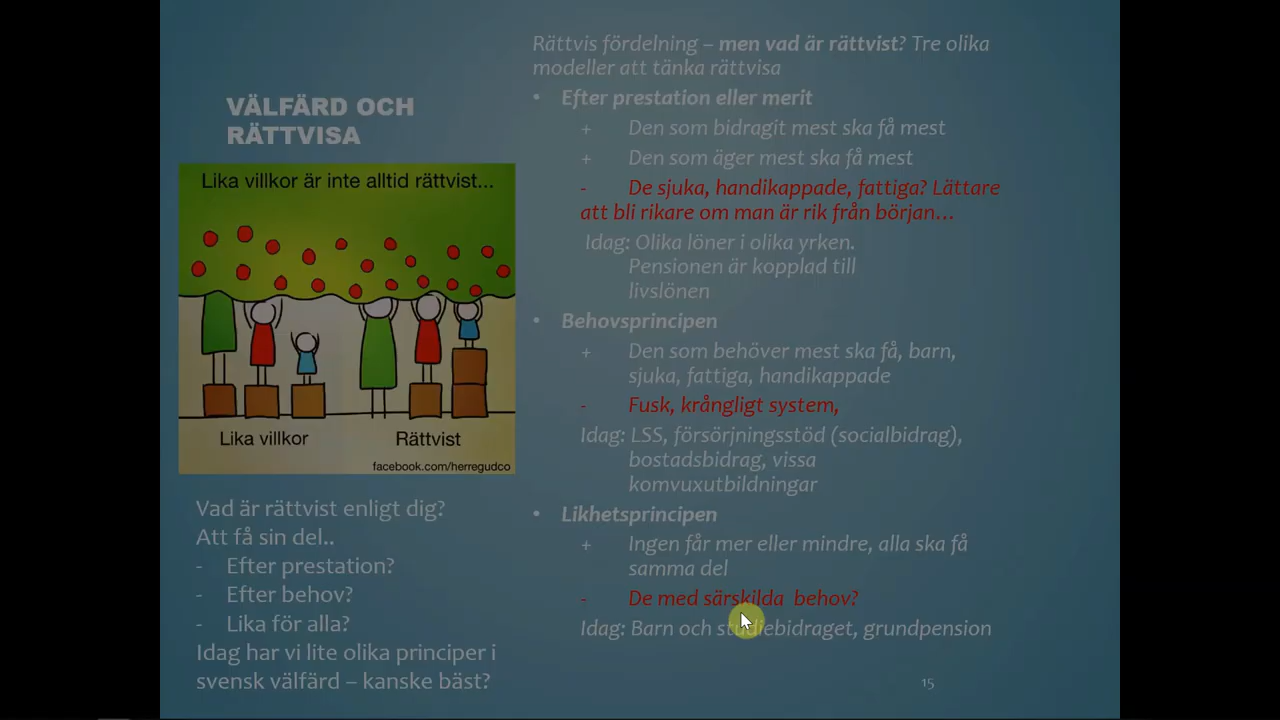 VÄLFÄRD OCH
RÄTTVISA
Lika villkor är inte alltid rättvist...
Lika villkor
Rättvist
facebook.com/herregudco
Vad är rättvist enligt dig?
Att få sin del..
- Efter prestation?
- Efter behov?
- Lika för alla?
Idag har vi lite olika principer i
svensk välfärd – kanske bäst?
Rättvis fördelning – men vad är rättvist? Tre olika
modeller att tänka rättvisa
• Efter prestation eller merit
+ Den som bidragit mest ska få mest
+ Den som äger mest ska få mest
- De sjuka, handikappade, fattiga? Lättare
att bli rikare om man är rik från början…
Idag: Olika löner i olika yrken.
Pensionen är kopplad till
livslönen
• Behovsprincipen
+ Den som behöver mest ska få, barn,
sjuka, fattiga, handikappade
- Fusk, krångligt system,
Idag: LSS, försörjningsstöd (socialbidrag),
bostadsbidrag, vissa
komvuxutbildningar
• Likhetsprincipen
+ Ingen får mer eller mindre, alla ska få
samma del
- De med särskilda behov?
Idag: Barn och studiebidraget, grundpension
15